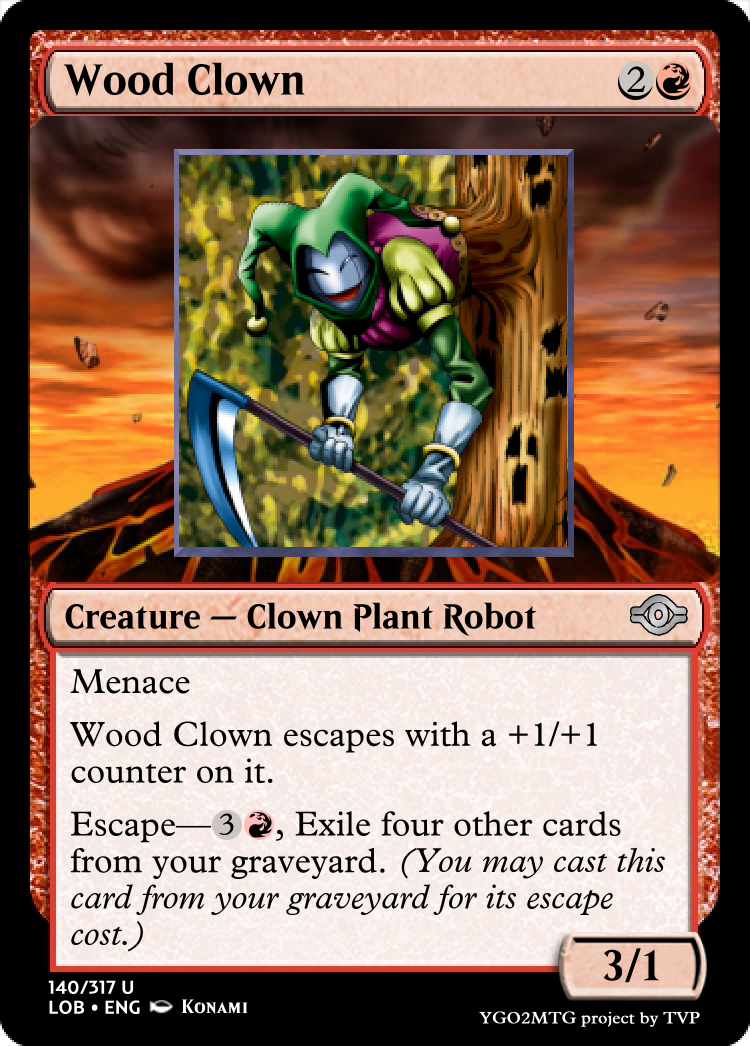 Wood Clown 2
Creature — Clown Plant Robot
Menace
Wood Clown escapes with a +1/+1
counter on it.
Escape—3, Exile four other cards
from your graveyard. (You may cast this
card from your graveyard for its escape
cost.)
3/1
140/317 U
LOB • ENG KONAMI
YGO2MTG project by TVP